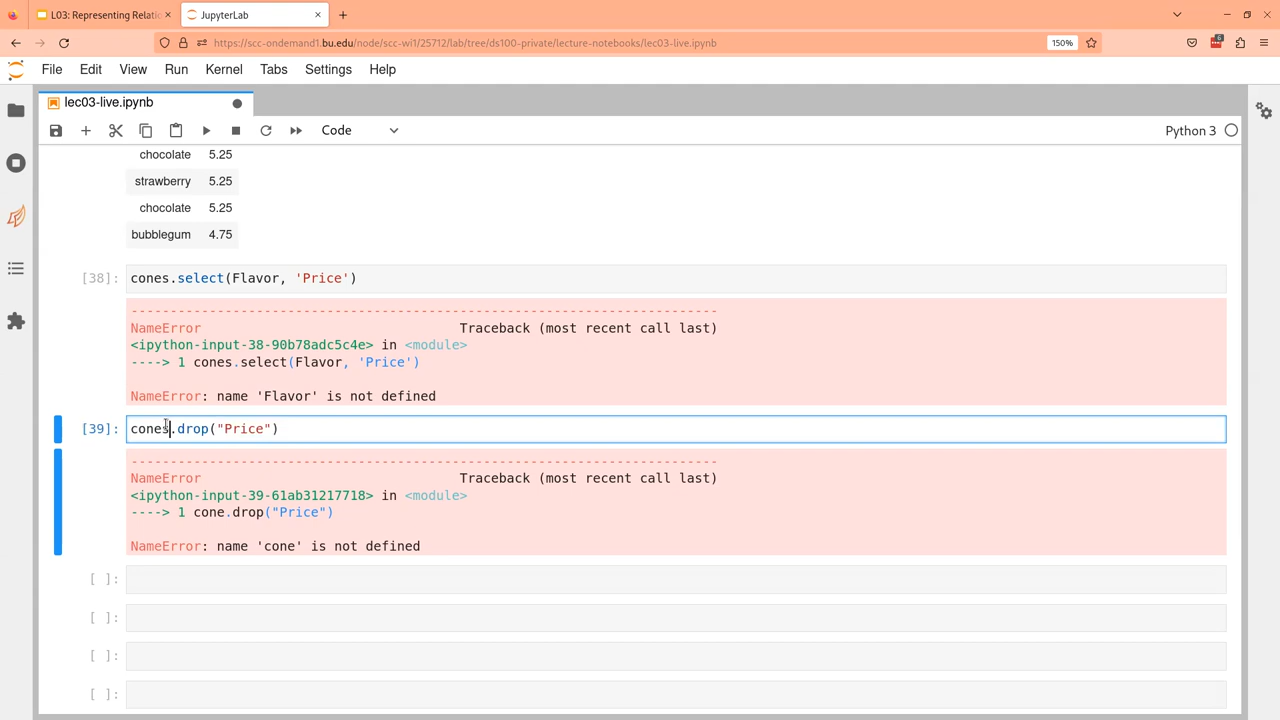 L03: Representing Relati
JupyterLab
https://scc-ondemand1.bu.edu/node/scc-wi1/25712/lab/tree/ds100-private/lecture-notebooks/lec03-live.ipynb
150%
6
File Edit View Run Kernel Tabs Settings Help
lec03-live.ipynb
Code
Python 3
chocolate 5.25
strawberry 5.25
chocolate 5.25
bubblegum 4.75
[38]: cones.select(Flavor, 'Price')
---------------------------------------------------------------------------
NameError Traceback (most recent call last)
<ipython-input-38-90b78adc5c4e> in <module>
----> 1 cones.select(Flavor, 'Price')
NameError: name 'Flavor' is not defined
[39]: cones.drop("Price")
---------------------------------------------------------------------------
NameError Traceback (most recent call last)
<ipython-input-39-61ab31217718> in <module>
----> 1 cone.drop("Price")
NameError: name 'cone' is not defined
[ ]:
[ ]:
[ ]:
[ ]: